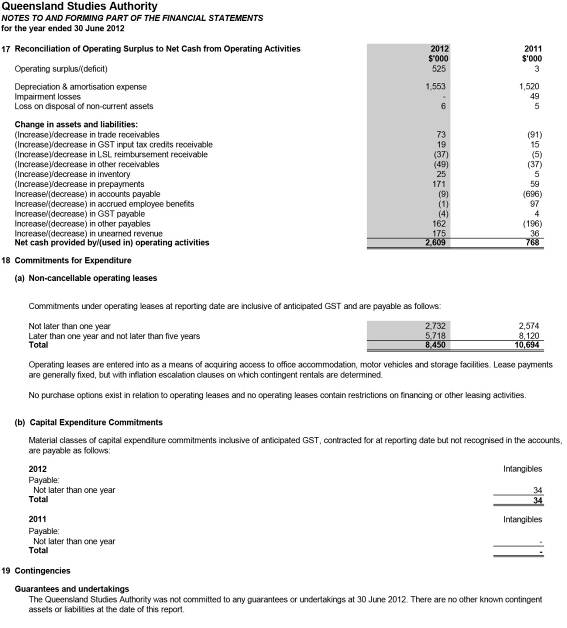 Queensland Studies Authority
NOTES TO AND FORMING PART OF THE FINANCIAL STATEMENTS
for the year ended 30 June 2012
17 Reconciliation of Operating Surplus to Net Cash from Operating Activities 2012 2011
$'000 $'000
Operating surplus/(deficit) 525 3
Depreciation & amortisation expense 1,553 1,520
Impairment losses - 49
Loss on disposal of non-current assets 6 5
Change in assets and liabilities:
(Increase)/decrease in trade receivables 73 (91)
(Increase)/decrease in GST input tax credits receivable 19 15
(Increase)/decrease in LSL reimbursement receivable (37) (5)
(Increase)/decrease in other receivables (49) (37)
(Increase)/decrease in inventory 25 5
(Increase)/decrease in prepayments 171 59
Increase/(decrease) in accounts payable (9) (696)
Increase/(decrease) in accrued employee benefits (1) 97
Increase/(decrease) in GST payable (4) 4
Increase/(decrease) in other payables 162 (196)
Increase/(decrease) in unearned revenue 175 36
Net cash provided by/(used in) operating activities 2,609 768
18 Commitments for Expenditure
(a) Non-cancellable operating leases
Commitments under operating leases at reporting date are inclusive of anticipated GST and are payable as follows:
Not later than one year 2,732 2,574
Later than one year and not later than five years 5,718 8,120
Total 8,450 10,694
Operating leases are entered into as a means of acquiring access to office accommodation, motor vehicles and storage facilities. Lease payments
are generally fixed, but with inflation escalation clauses on which contingent rentals are determined.
No purchase options exist in relation to operating leases and no operating leases contain restrictions on financing or other leasing activities.
(b) Capital Expenditure Commitments
Material classes of capital expenditure commitments inclusive of anticipated GST, contracted for at reporting date but not recognised in the accounts,
are payable as follows:
2012 Intangibles
Payable:
Not later than one year 34
Total 34
2011 Intangibles
Payable:
Not later than one year -
Total -
19 Contingencies
Guarantees and undertakings
The Queensland Studies Authority was not committed to any guarantees or undertakings at 30 June 2012. There are no other known contingent
assets or liabilities at the date of this report.